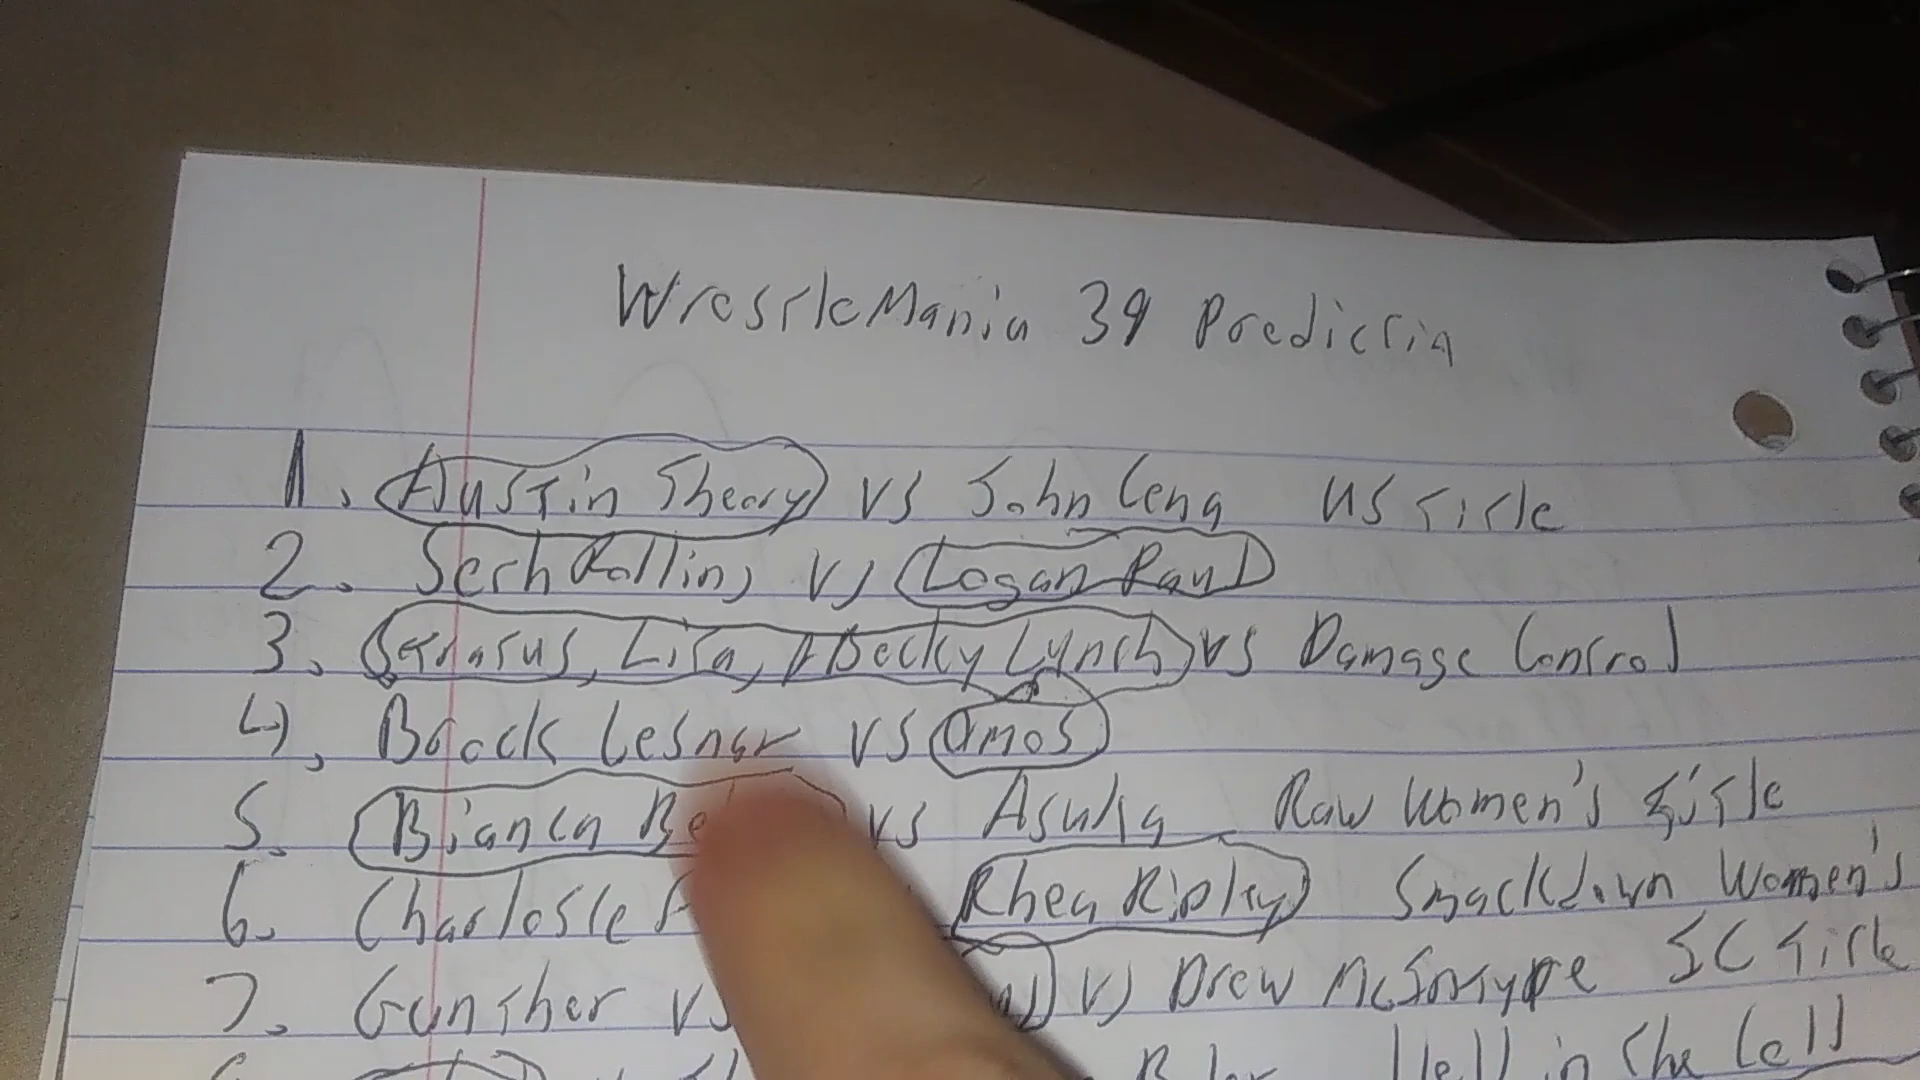 WrestleMania 39 Predictin
1. Austin Theory vs John Cena US Title
2. Seth Rollins vs Logan Paul
3. Lita, + Becky Lynch vs Damage Control
4. Brock Lesnar vs Omos
5. Bianca vs Asuka Raw Women's Title
6. Charlotte Rhea Ripley Smackdown Women's
7. Gunther vs vs Drew McIntyre IC Title
Hell in The Cell